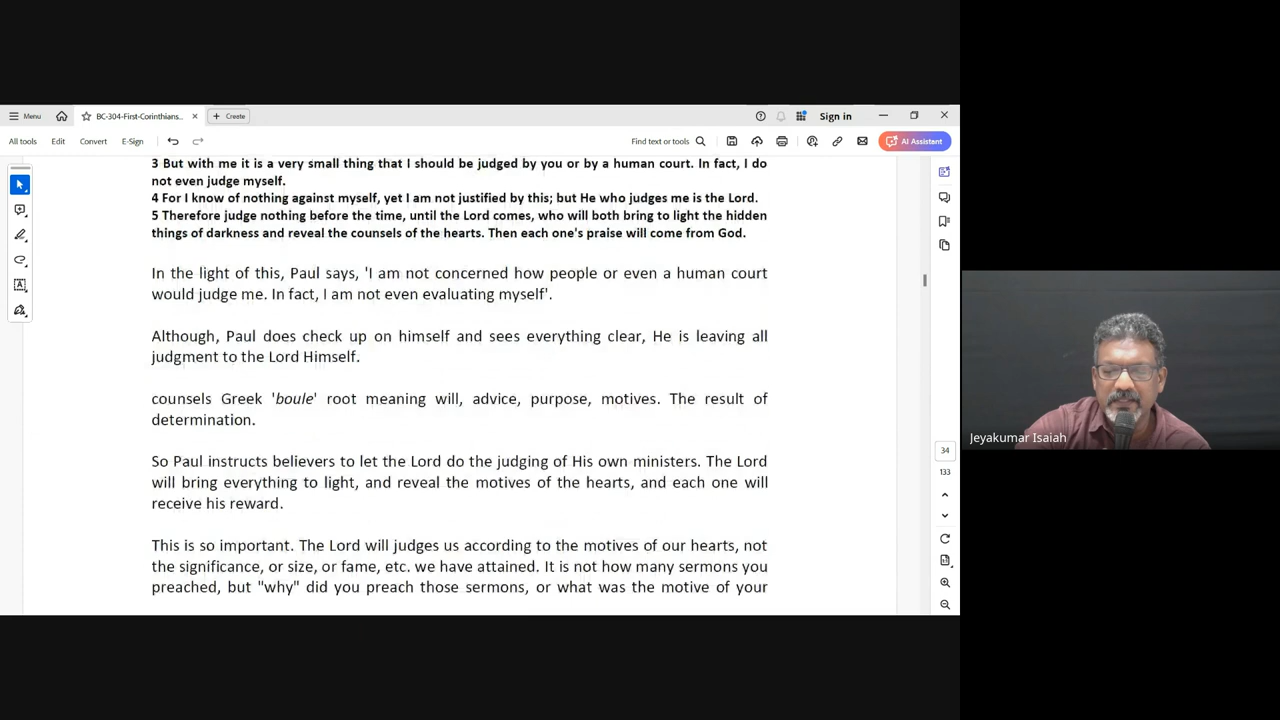 Menu
BC-304-First-Corinthians...
Create
Sign in
All tools Edit Convert E-Sign
Find text or tools
AI Assistant
3 But with me it is a very small thing that I should be judged by you or by a human court. In fact, I do
not even judge myself.
4 For I know of nothing against myself, yet I am not justified by this; but He who judges me is the Lord.
5 Therefore judge nothing before the time, until the Lord comes, who will both bring to light the hidden
things of darkness and reveal the counsels of the hearts. Then each one's praise will come from God.
In the light of this, Paul says, 'I am not concerned how people or even a human court
would judge me. In fact, I am not even evaluating myself'.
Although, Paul does check up on himself and sees everything clear, He is leaving all
judgment to the Lord Himself.
counsels Greek 'boule' root meaning will, advice, purpose, motives. The result of
determination.
So Paul instructs believers to let the Lord do the judging of His own ministers. The Lord
will bring everything to light, and reveal the motives of the hearts, and each one will
receive his reward.
This is so important. The Lord will judges us according to the motives of our hearts, not
the significance, or size, or fame, etc. we have attained. It is not how many sermons you
preached, but "why" did you preach those sermons, or what was the motive of your
34
133
Jeyakumar Isaiah